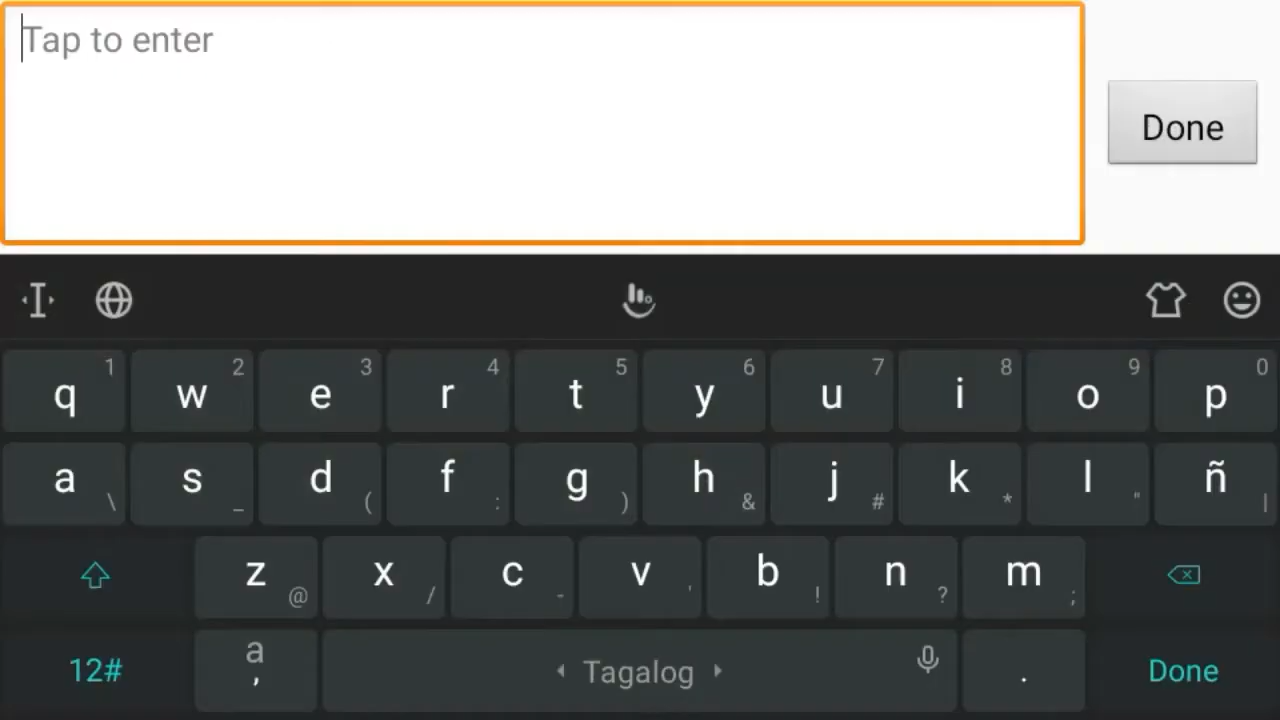 Tap to enter
Done
1 2 3 4 5 6 7 8 9 0
q w e r t y u i o p
a s d f g h j k l ñ
\ _ ( : ) & # * " |
z x c v b n m
@ / - ' ! ? ;
12# a , Tagalog . Done